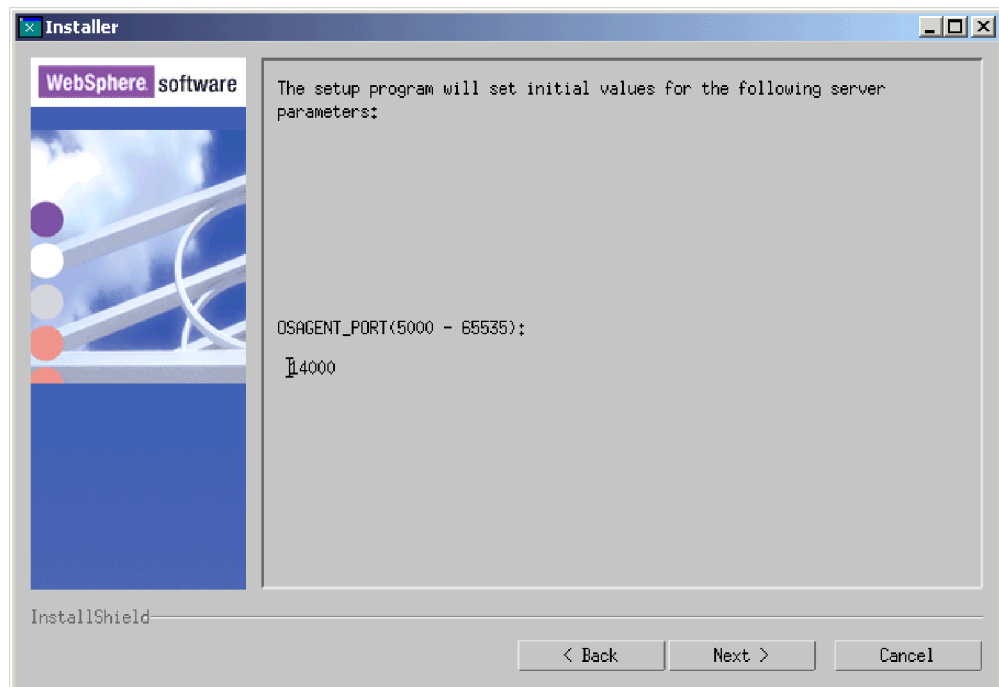 Installer
WebSphere software
The setup program will set initial values for the following server
parameters:
OSAGENT_PORT(5000 - 65535):
14000
InstallShield
< Back
Next >
Cancel